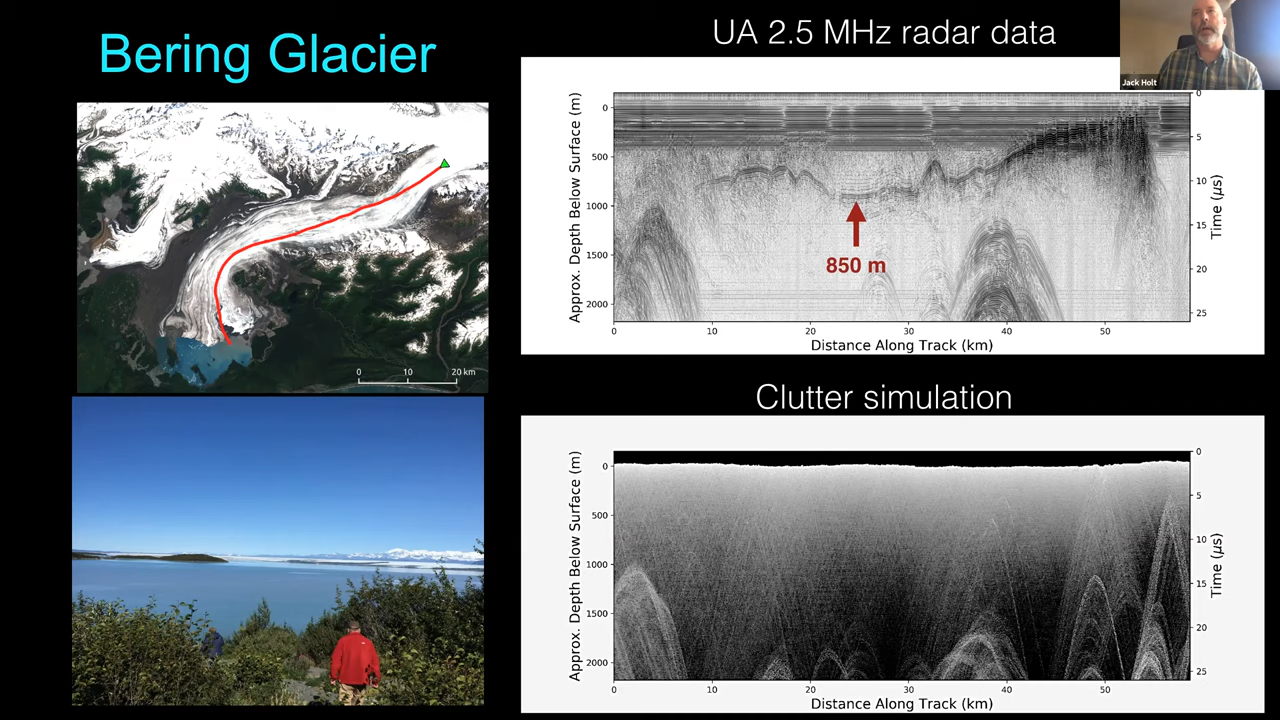 Bering Glacier
0 10 20 km
UA 2.5 MHz radar data
Jack Holt
Approx. Depth Below Surface (m)
0
500
1000
1500
2000
850 m
0
5
10
15
20
25
Time (μs)
0 10 20 30 40 50
Distance Along Track (km)
Clutter simulation
Approx. Depth Below Surface (m)
0
500
1000
1500
2000
0
5
10
15
20
25
Time (μs)
0 10 20 30 40 50
Distance Along Track (km)